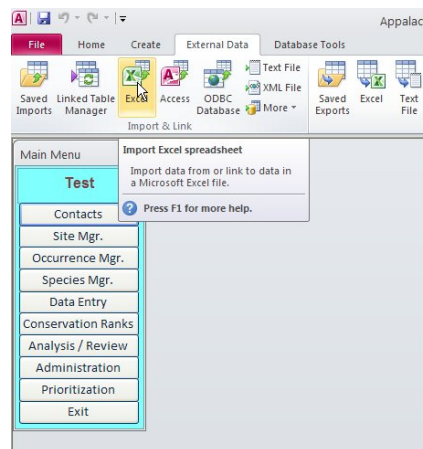 Appalac
File Home Create External Data Database Tools
Saved Imports
Linked Table Manager
Excel
Access
ODBC Database
Text File
XML File
More
Saved Exports
Excel
Text File
Import & Link
Main Menu
Import Excel spreadsheet
Import data from or link to data in
a Microsoft Excel file.
Press F1 for more help.
Test
Contacts
Site Mgr.
Occurrence Mgr.
Species Mgr.
Data Entry
Conservation Ranks
Analysis / Review
Administration
Prioritization
Exit